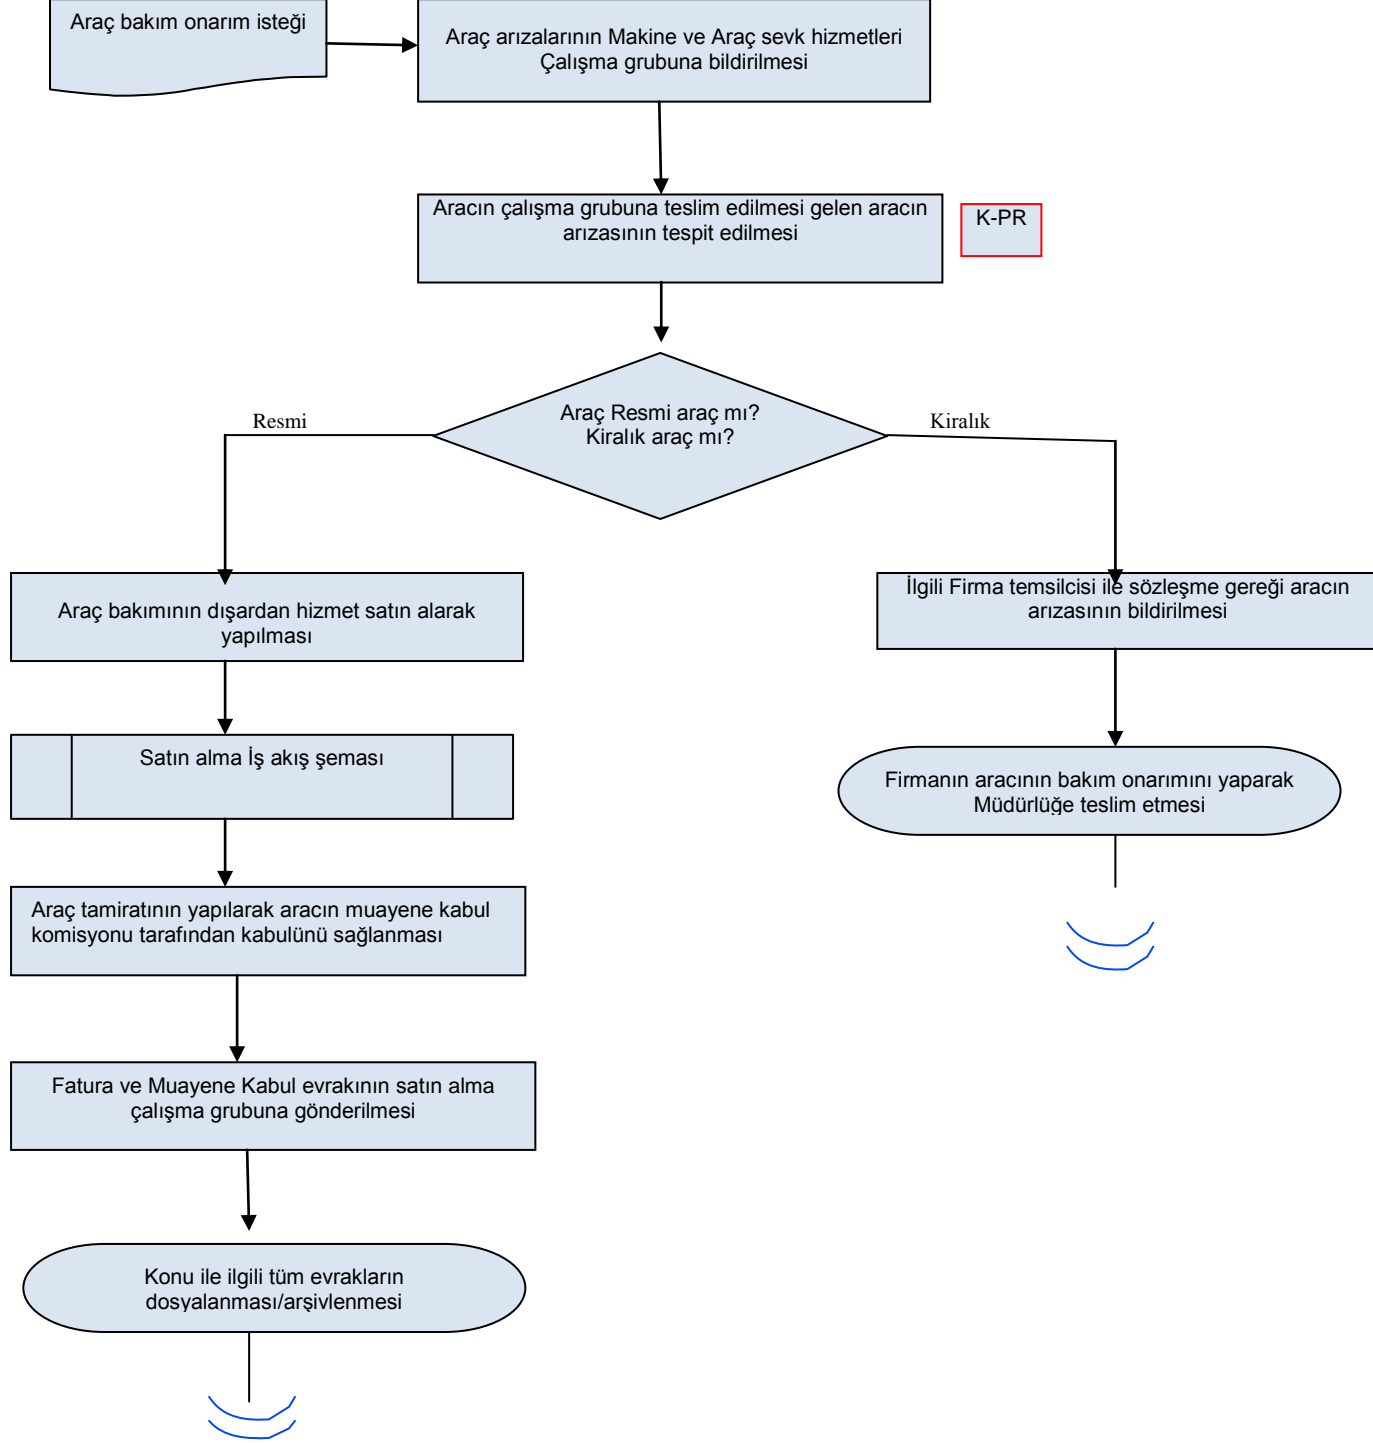 Araç bakım onarım isteği
Araç arızalarının Makine ve Araç sevk hizmetleri
Çalışma grubuna bildirilmesi
Aracın çalışma grubuna teslim edilmesi gelen aracın
arızasının tespit edilmesi
K-PR
Araç Resmi araç mı?
Kiralık araç mı?
Resmi
Kiralık
Araç bakımının dışardan hizmet satın alarak
yapılması
İlgili Firma temsilcisi ile sözleşme gereği aracın
arızasının bildirilmesi
Satın alma İş akış şeması
Firmanın aracının bakım onarımını yaparak
Müdürlüğe teslim etmesi
Araç tamiratının yapılarak aracın muayene kabul
komisyonu tarafından kabulünü sağlanması
Fatura ve Muayene Kabul evrakının satın alma
çalışma grubuna gönderilmesi
Konu ile ilgili tüm evrakların
dosyalanması/arşivlenmesi